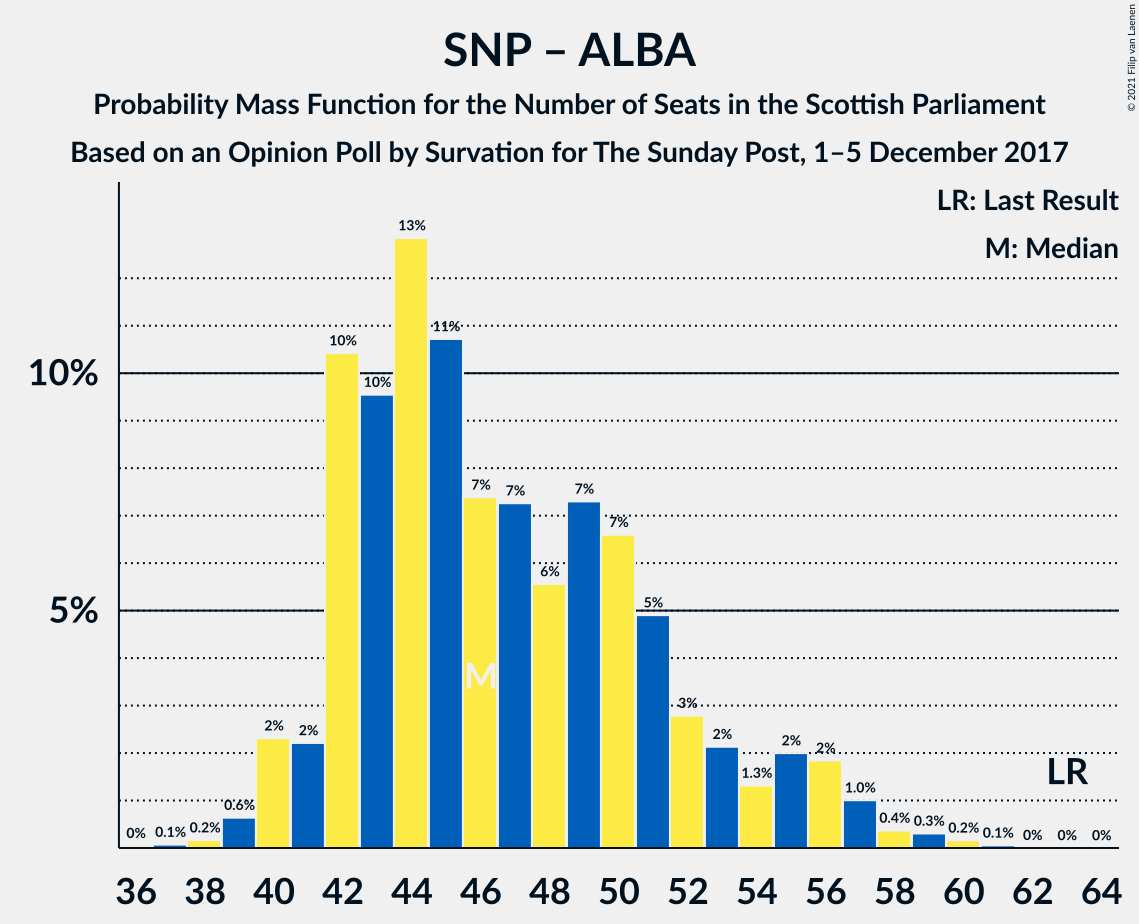 SNP – ALBA
Probability Mass Function for the Number of Seats in the Scottish Parliament
Based on an Opinion Poll by Survation for The Sunday Post, 1–5 December 2017
© 2021 Filip van Laenen
LR: Last Result
M: Median
10%
5%
0% 0.1% 0.2% 0.6% 2% 2% 10% 10% 13% 11% 7% 7% 6% 7% 7% 5% 3% 2% 1.3% 2% 2% 1.0% 0.4% 0.3% 0.2% 0.1% 0% 0% 0%
M
LR
36 38 40 42 44 46 48 50 52 54 56 58 60 62 64